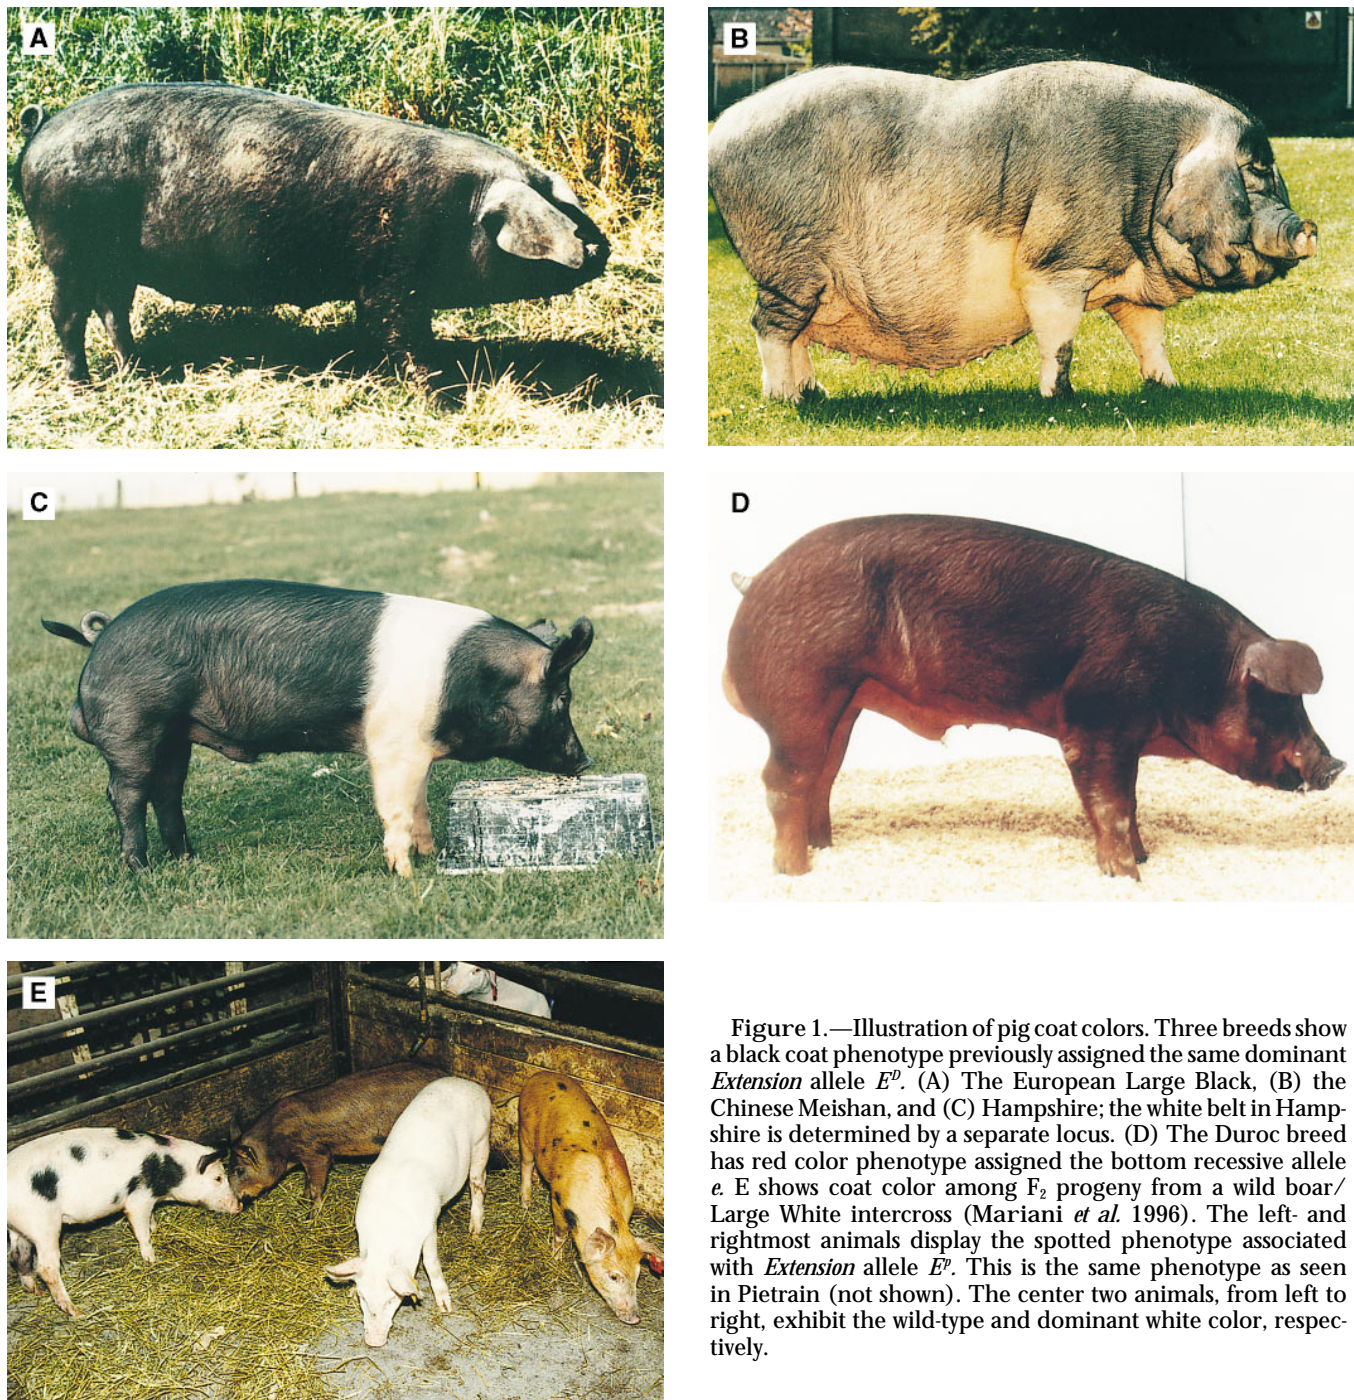 A
B
C
D
E
Figure 1.—Illustration of pig coat colors. Three breeds show
a black coat phenotype previously assigned the same dominant
Extension allele Eᴰ. (A) The European Large Black, (B) the
Chinese Meishan, and (C) Hampshire; the white belt in Hamp-
shire is determined by a separate locus. (D) The Duroc breed
has red color phenotype assigned the bottom recessive allele
e. E shows coat color among F₂ progeny from a wild boar/
Large White intercross (Mariani et al. 1996). The left- and
rightmost animals display the spotted phenotype associated
with Extension allele Eᵖ. This is the same phenotype as seen
in Pietrain (not shown). The center two animals, from left to
right, exhibit the wild-type and dominant white color, respec-
tively.